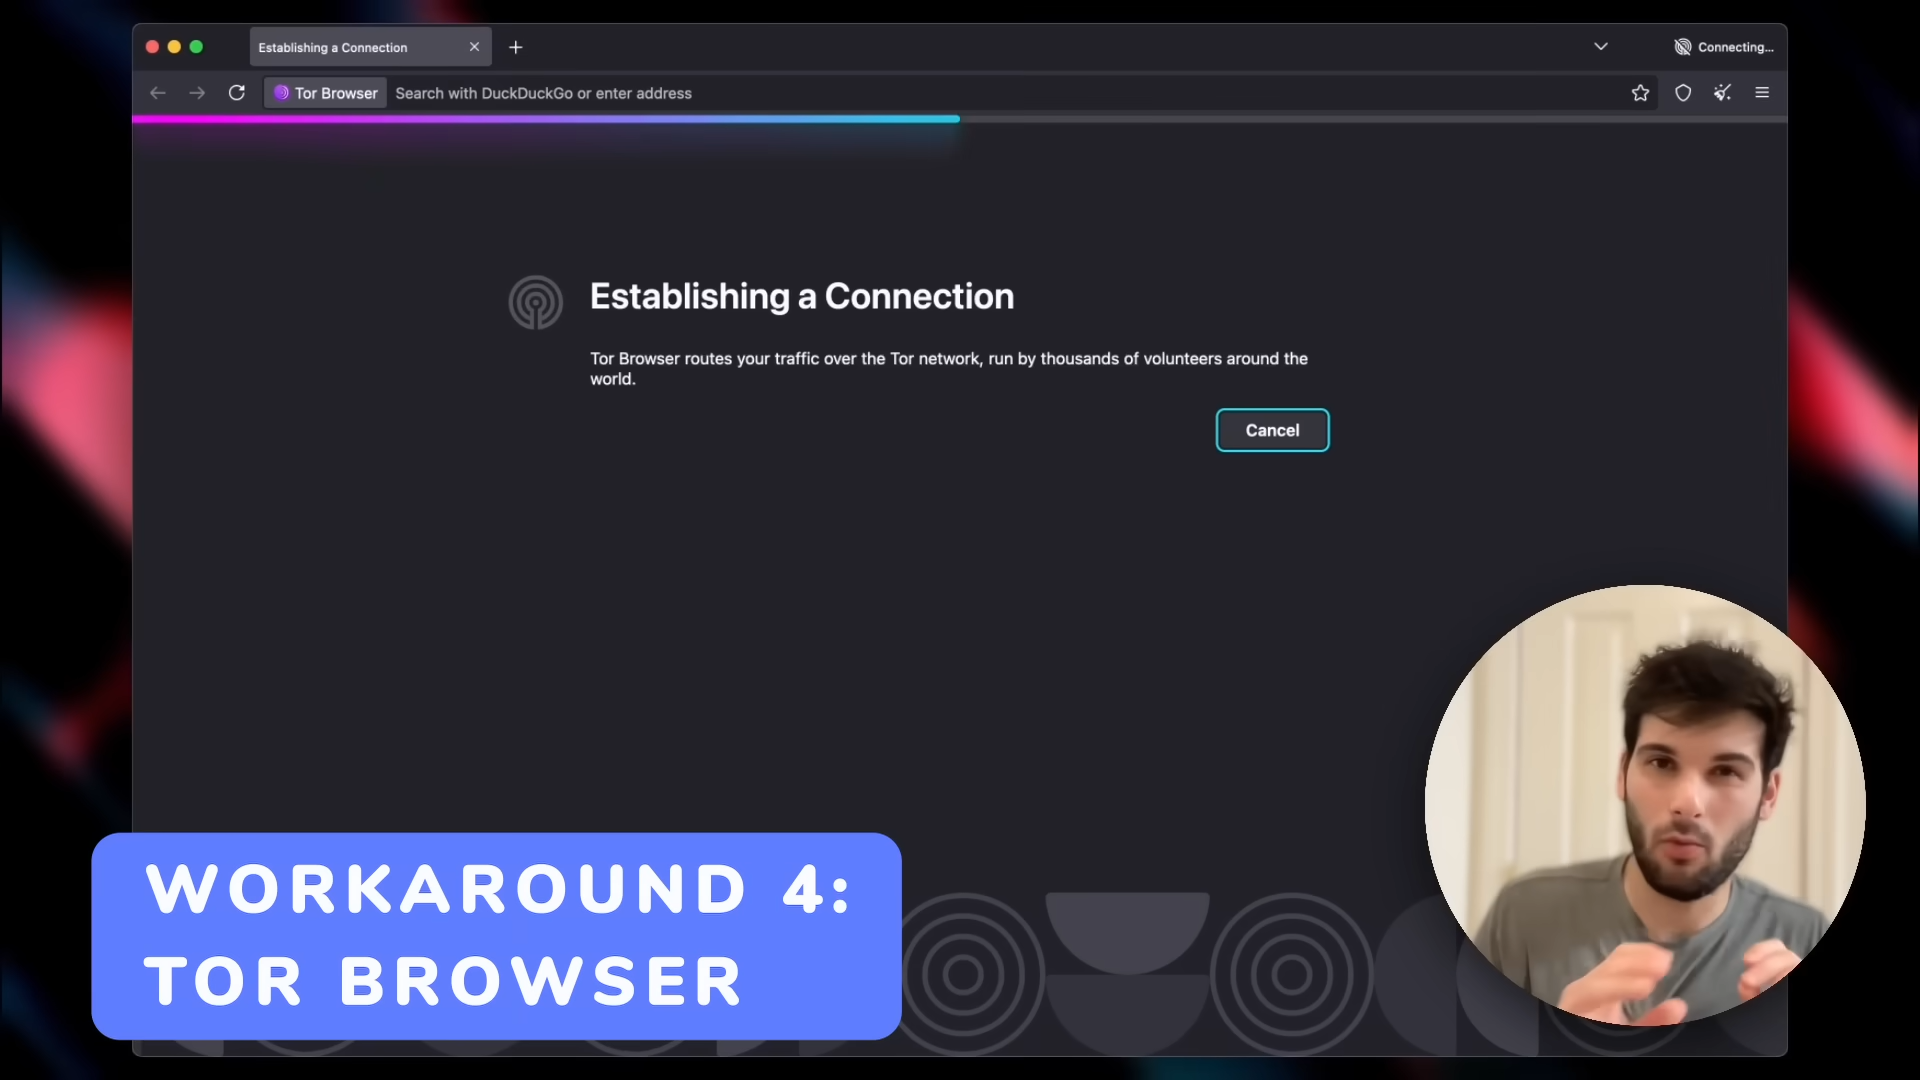 Establishing a Connection
Connecting...
Tor Browser
Search with DuckDuckGo or enter address
Establishing a Connection
Tor Browser routes your traffic over the Tor network, run by thousands of volunteers around the
world.
Cancel
WORKAROUND 4:
TOR BROWSER